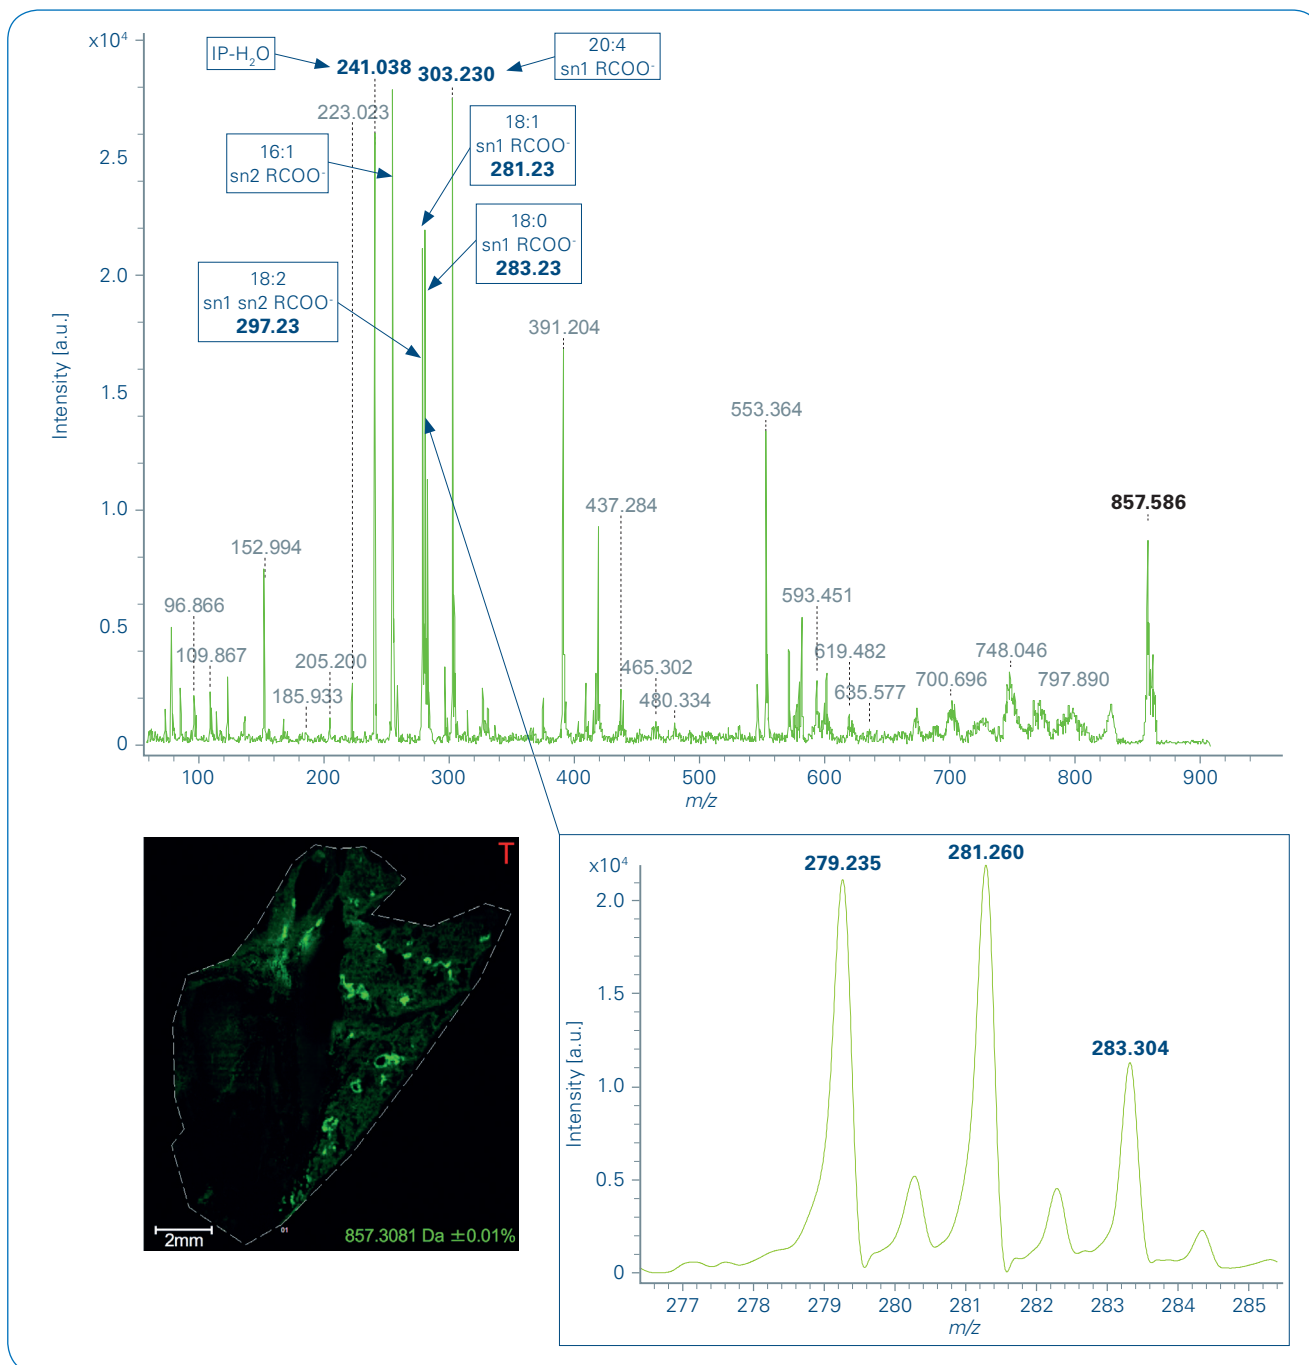 x10⁴
IP-H₂O
241.038
303.230
20:4
sn1 RCOO⁻
223.023
18:1
sn1 RCOO⁻
281.23
16:1
sn2 RCOO⁻
18:0
sn1 RCOO⁻
283.23
18:2
sn1 sn2 RCOO⁻
297.23
2.5
2.0
1.5
1.0
0.5
0
Intensity [a.u.]
391.204
553.364
437.284
857.586
152.994
96.866
109.867
205.200
185.933
593.451
619.482
465.302
480.334
635.577
700.696
748.046
797.890
100 200 300 400 500 600 700 800 900
m/z
T
2mm
01
857.3081 Da ±0.01%
x10⁴
279.235
281.260
283.304
2.0
1.5
1.0
0.5
0
Intensity [a.u.]
277 278 279 280 281 282 283 284 285
m/z